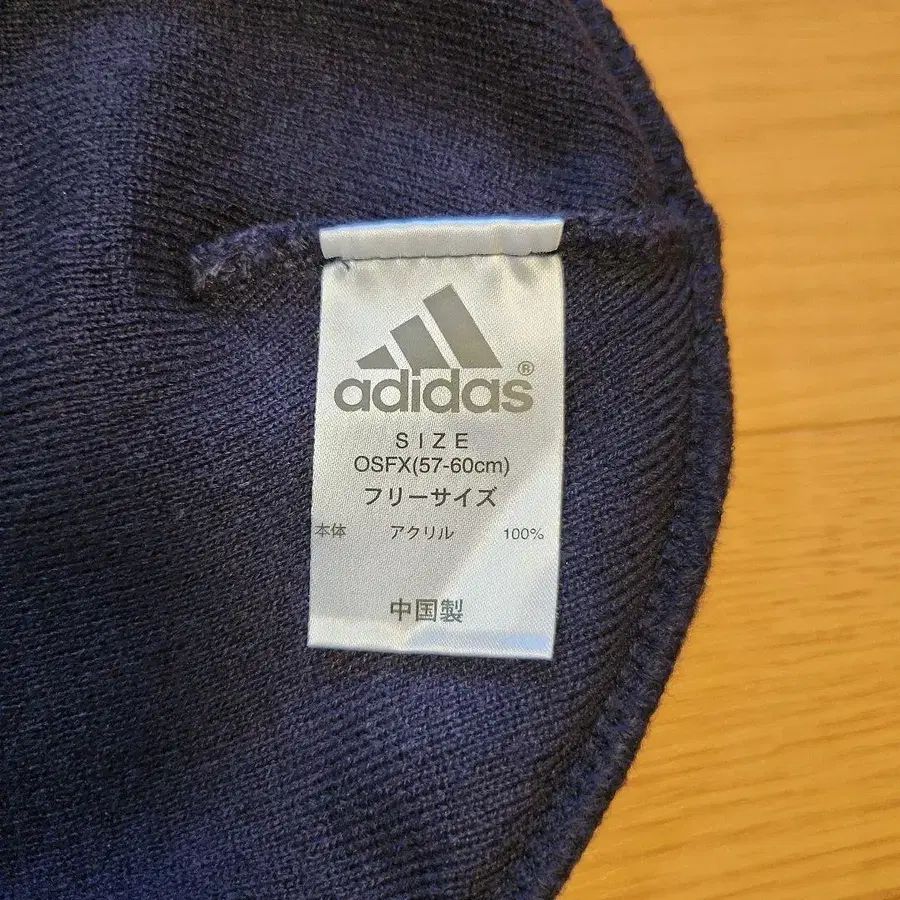 adidas®
SIZE
OSFX(57-60cm)
フリーサイズ
本体 アクリル 100%
中国製